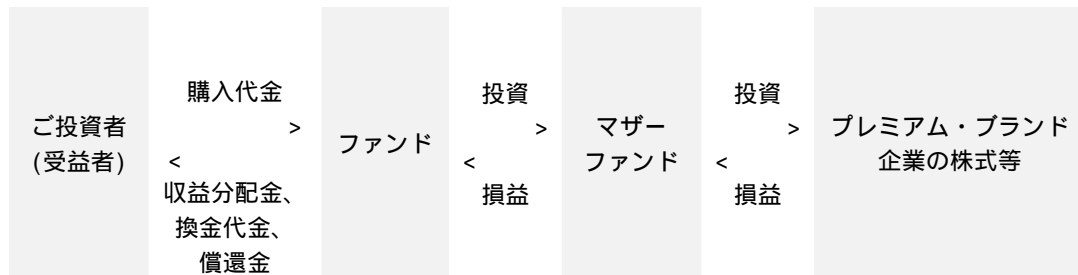 ご投資者
(受益者)
購入代金
>
<
収益分配金、
換金代金、
償還金
ファンド
投資
>
<
損益
マザー
ファンド
投資
>
<
損益
プレミアム・ブランド
企業の株式等